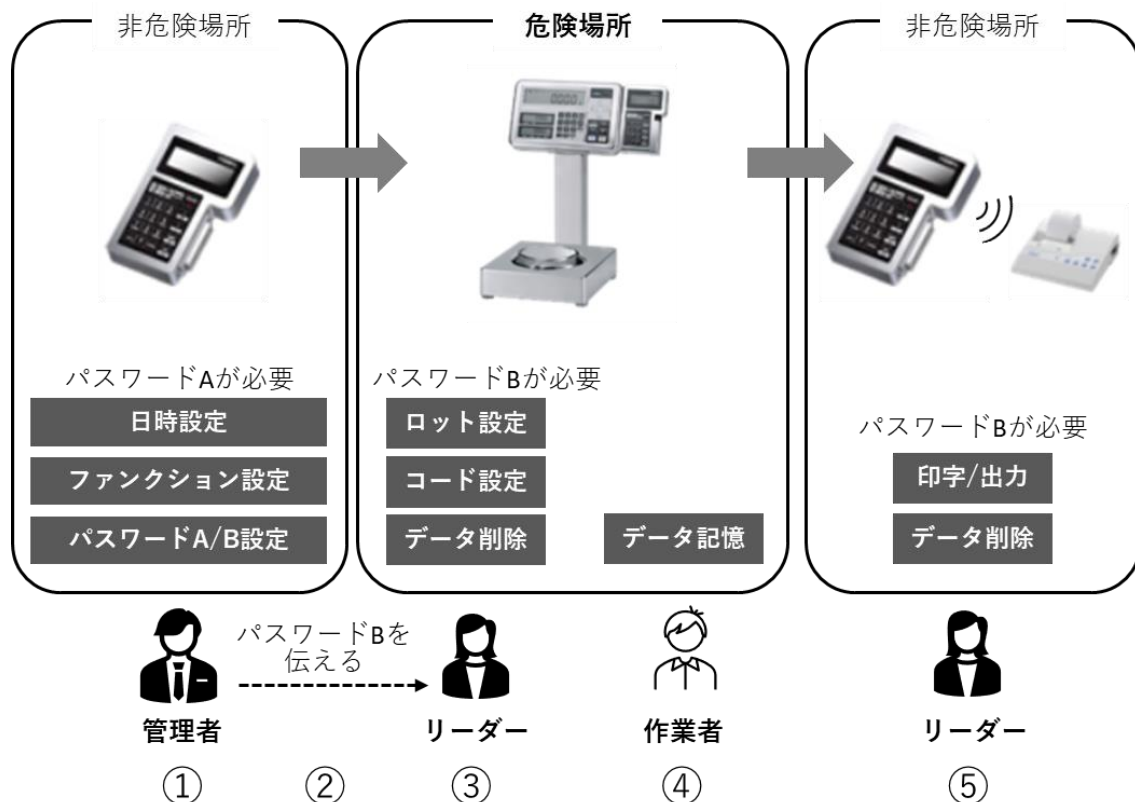 非危険場所
危険場所
非危険場所
パスワードAが必要
日時設定
ファンクション設定
パスワードA/B設定
パスワードBが必要
ロット設定
コード設定
データ削除
データ記憶
パスワードBが必要
印字/出力
データ削除
パスワードBを
伝える
管理者
リーダー
作業者
リーダー
①
②
③
④
⑤